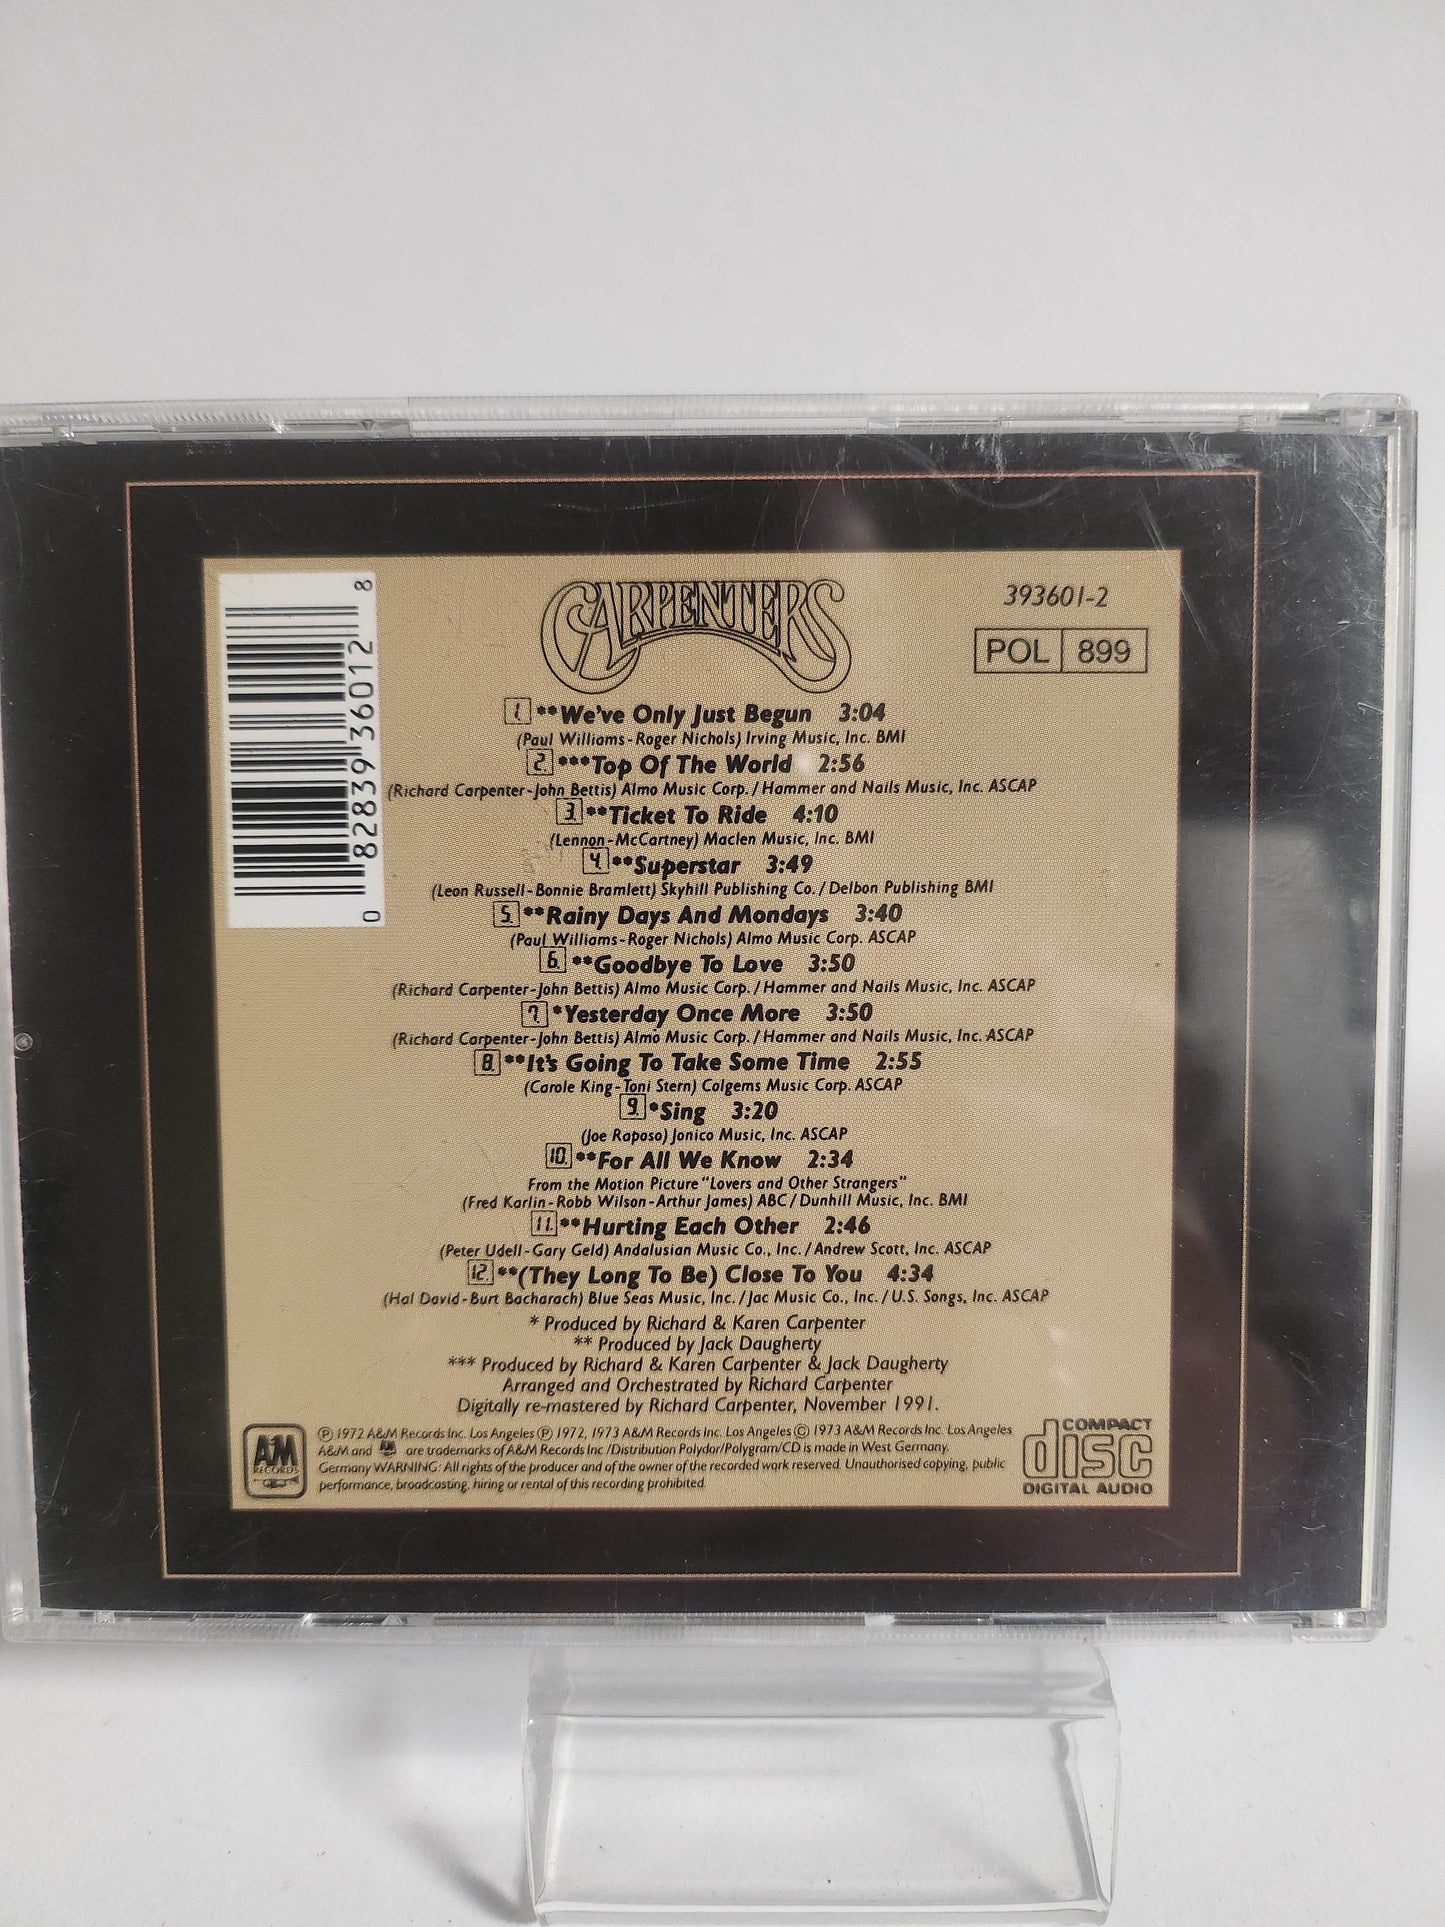 CARPENTERS
393601-2
POL 899
0 82839 36012 8
1. **We've Only Just Begun 3:04
(Paul Williams-Roger Nichols) Irving Music, Inc. BMI
2. ***Top Of The World 2:56
(Richard Carpenter-John Bettis) Almo Music Corp./Hammer and Nails Music, Inc. ASCAP
3. **Ticket To Ride 4:10
(Lennon-McCartney) Maclen Music, Inc. BMI
4. **Superstar 3:49
(Leon Russell-Bonnie Bramlett) Skyhill Publishing Co./Delbon Publishing BMI
5. **Rainy Days And Mondays 3:40
(Paul Williams-Roger Nichols) Almo Music Corp. ASCAP
6. **Goodbye To Love 3:50
(Richard Carpenter-John Bettis) Almo Music Corp./Hammer and Nails Music, Inc. ASCAP
7. *Yesterday Once More 3:50
(Richard Carpenter-John Bettis) Almo Music Corp./Hammer and Nails Music, Inc. ASCAP
8. **It's Going To Take Some Time 2:55
(Carole King-Toni Stern) Colgems Music Corp. ASCAP
9. *Sing 3:20
(Joe Raposo) Jonico Music, Inc. ASCAP
10. **For All We Know 2:34
From the Motion Picture "Lovers and Other Strangers"
(Fred Karlin-Robb Wilson-Arthur James) ABC/Dunhill Music, Inc. BMI
11. **Hurting Each Other 2:46
(Peter Udell-Gary Geld) Andalusian Music Co., Inc./Andrew Scott, Inc. ASCAP
12. **(They Long To Be) Close To You 4:34
(Hal David-Burt Bacharach) Blue Seas Music, Inc./Jac Music Co., Inc./U.S. Songs, Inc. ASCAP
* Produced by Richard & Karen Carpenter
** Produced by Jack Daugherty
*** Produced by Richard & Karen Carpenter & Jack Daugherty
Arranged and Orchestrated by Richard Carpenter
Digitally re-mastered by Richard Carpenter, November 1991.
A&M RECORDS
℗ 1972 A&M Records Inc. Los Angeles ℗ 1972, 1973 A&M Records Inc. Los Angeles © 1973 A&M Records Inc. Los Angeles
A&M and A&M are trademarks of A&M Records Inc/Distribution Polydor/Polygram/CD is made in West Germany.
Germany WARNING: All rights of the producer and of the owner of the recorded work reserved. Unauthorised copying, public
performance, broadcasting, hiring or rental of this recording prohibited.
COMPACT
disc
DIGITAL AUDIO